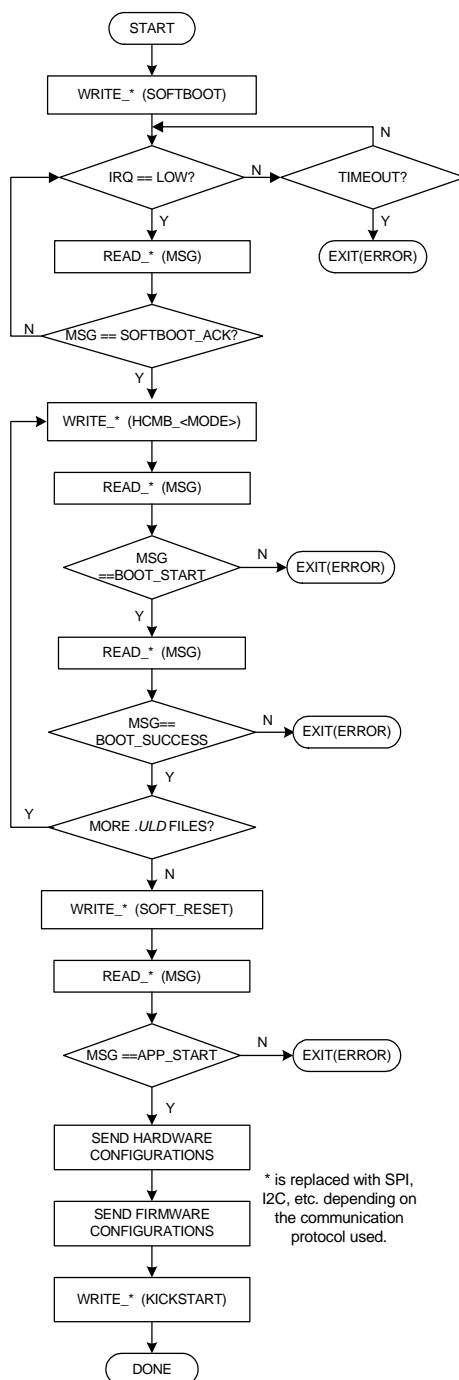 START
WRITE_* (SOFTBOOT)
N
IRQ == LOW?
N
TIMEOUT?
Y
Y
READ_* (MSG)
EXIT(ERROR)
N
MSG == SOFTBOOT_ACK?
Y
WRITE_* (HCMB_<MODE>)
READ_* (MSG)
MSG
==BOOT_START
N
EXIT(ERROR)
Y
READ_* (MSG)
MSG==
BOOT_SUCCESS
N
EXIT(ERROR)
Y
Y
MORE .ULD FILES?
N
WRITE_* (SOFT_RESET)
READ_* (MSG)
MSG ==APP_START
N
EXIT(ERROR)
Y
SEND HARDWARE
CONFIGURATIONS
SEND FIRMWARE
CONFIGURATIONS
* is replaced with SPI,
I2C, etc. depending on
the communication
protocol used.
WRITE_* (KICKSTART)
DONE